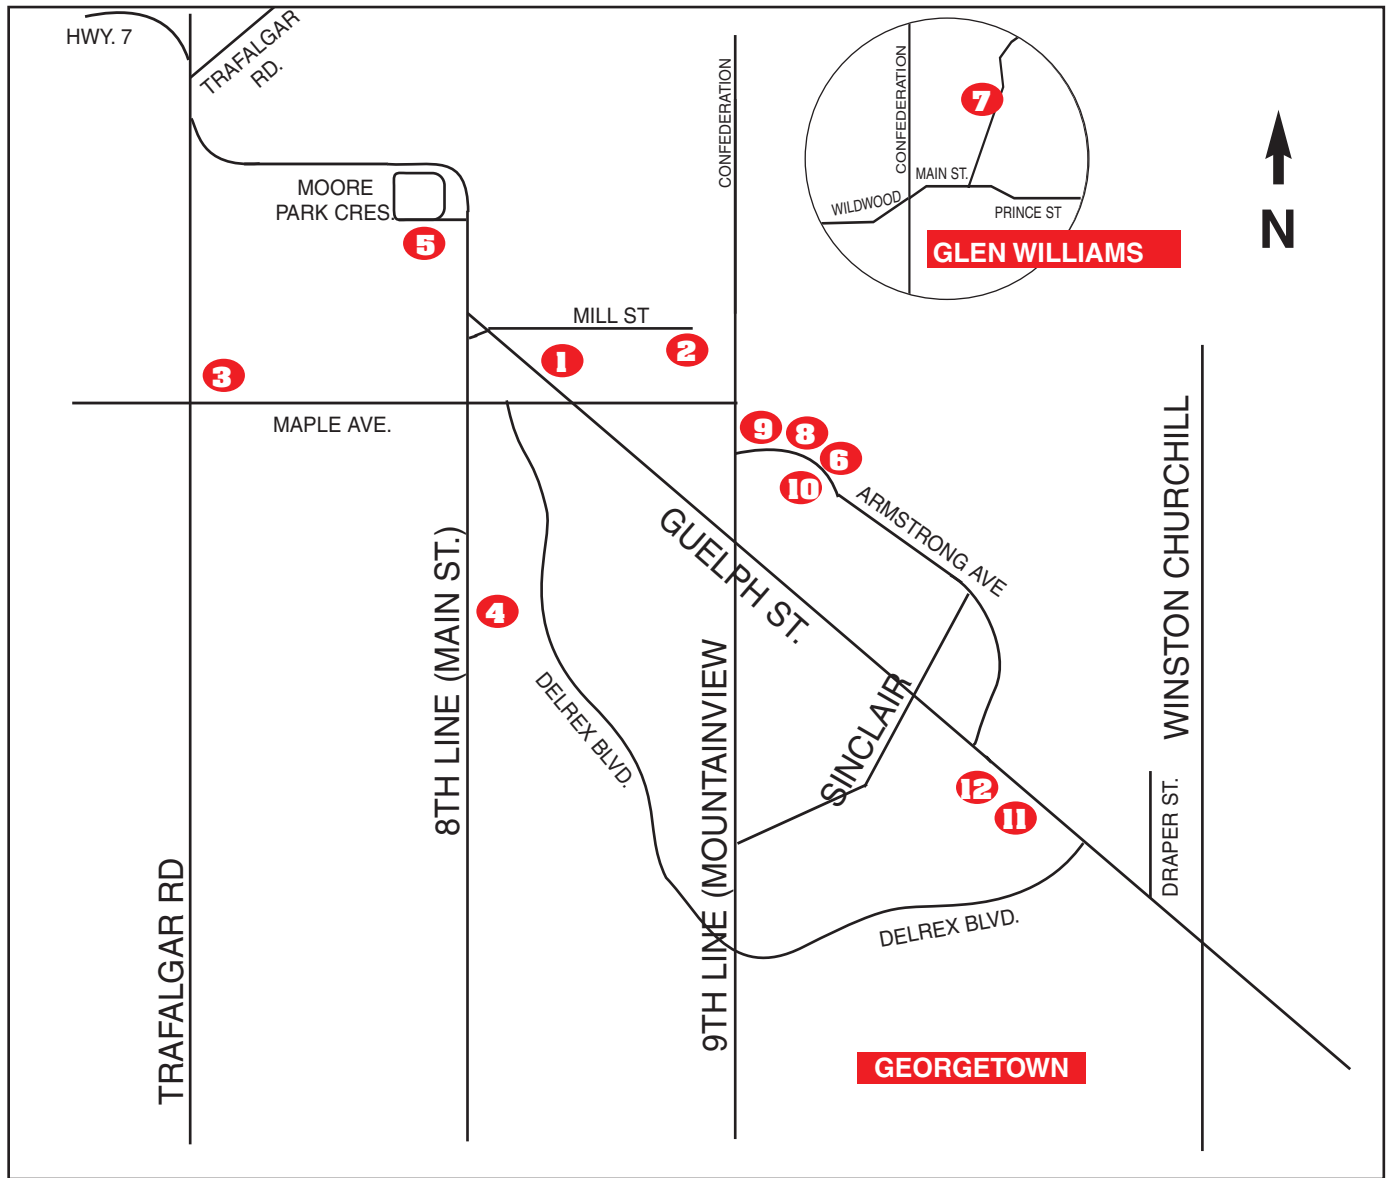 HWY. 7
TRAFALGAR
RD.
CONFEDERATION
CONFEDERATION
7
MAIN ST.
WILDWOOD
PRINCE ST
GLEN WILLIAMS
N
MOORE
PARK CRES.
5
MILL ST
1
2
3
MAPLE AVE.
9
8
6
10
ARMSTRONG AVE
GUELPH ST.
WINSTON CHURCHILL
8TH LINE (MAIN ST.)
4
DELREX BLVD.
SINCLAIR
9TH LINE (MOUNTAINVIEW)
12
11
DRAPER ST.
DELREX BLVD.
TRAFALGAR RD
GEORGETOWN